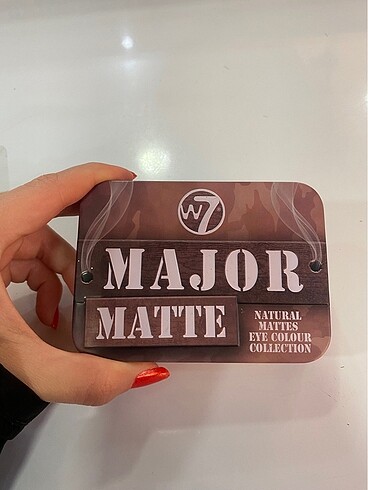 W7
MAJOR
MATTE
NATURAL
MATTES
EYE COLOUR
COLLECTION